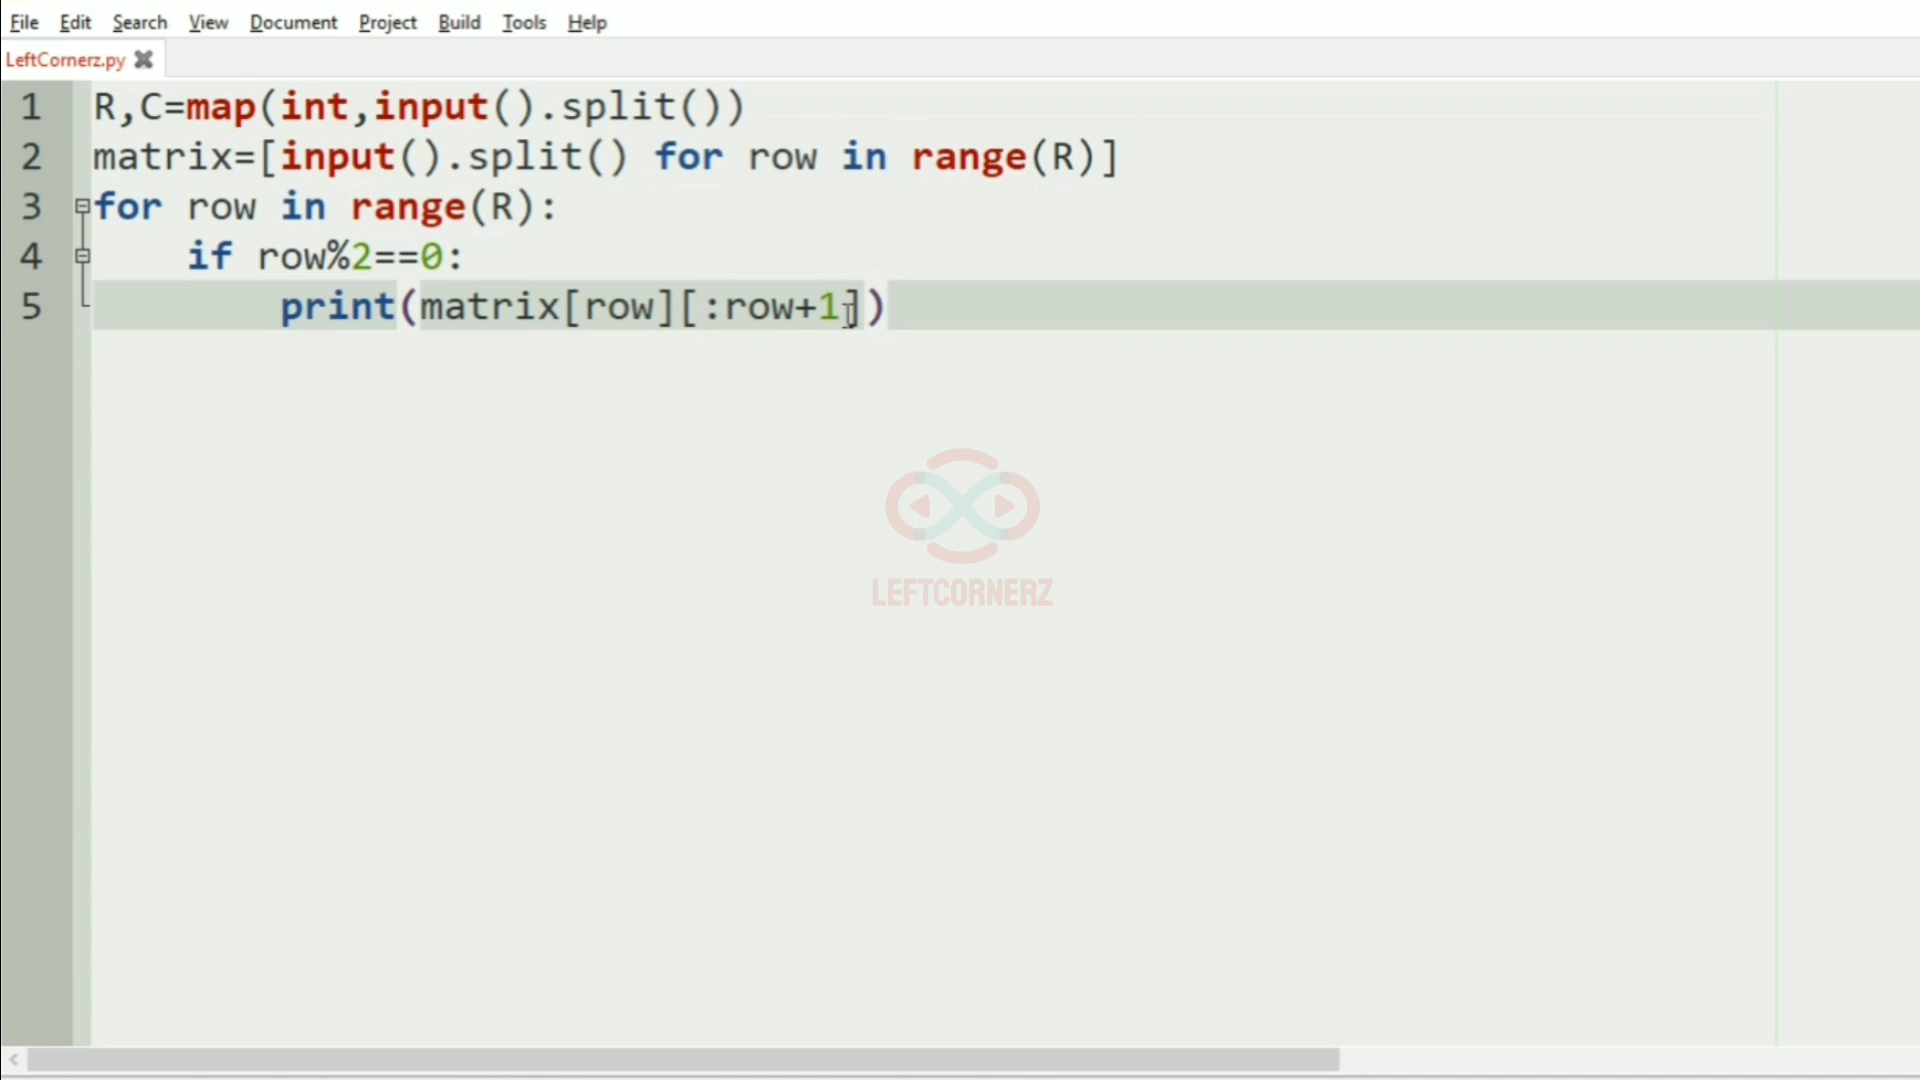 File Edit Search View Document Project Build Tools Help
LeftCornerz.py
1 R,C=map(int,input().split())
2 matrix=[input().split() for row in range(R)]
3 for row in range(R):
4 if row%2==0:
5 print(matrix[row][:row+1])
LEFTCORNERZ